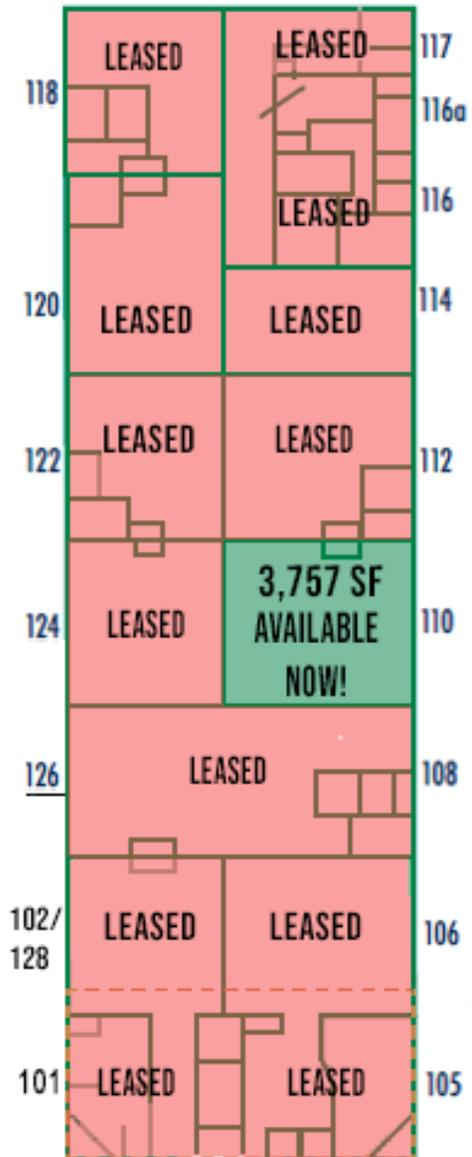 LEASED
LEASED
117
118
116a
LEASED
116
120
LEASED
LEASED
114
122
LEASED
LEASED
112
124
LEASED
3,757 SF
AVAILABLE
NOW!
110
126
LEASED
108
102/
128
LEASED
LEASED
106
101
LEASED
LEASED
105